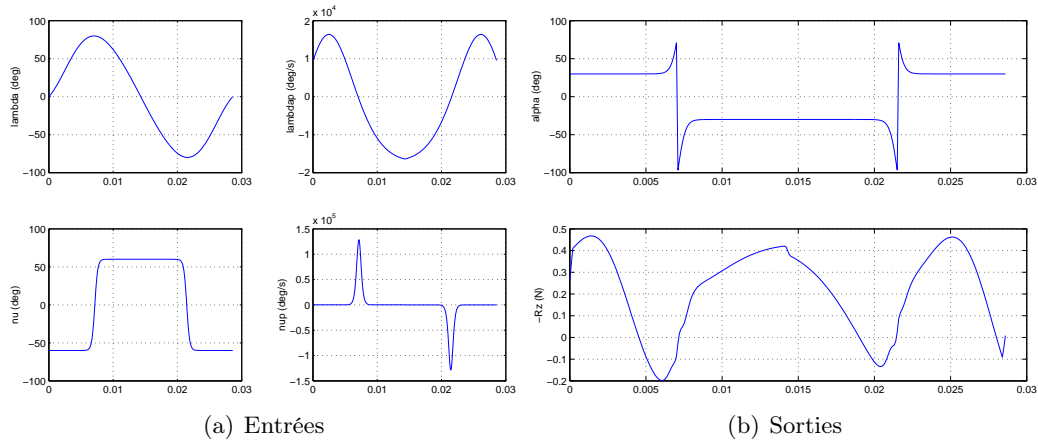 100
50
0
−50
−100
lambda (deg)
0 0.01 0.02 0.03
x 10⁴
2
1
0
−1
−2
lambdap (deg/s)
0 0.01 0.02 0.03
100
50
0
−50
−100
alpha (deg)
0 0.005 0.01 0.015 0.02 0.025 0.03
100
50
0
−50
−100
nu (deg)
0 0.01 0.02 0.03
x 10⁵
1.5
1
0.5
0
−0.5
−1
−1.5
nup (deg/s)
0 0.01 0.02 0.03
0.5
0.4
0.3
0.2
0.1
0
−0.1
−0.2
−Rz (N)
0 0.005 0.01 0.015 0.02 0.025 0.03
(a) Entrées
(b) Sorties